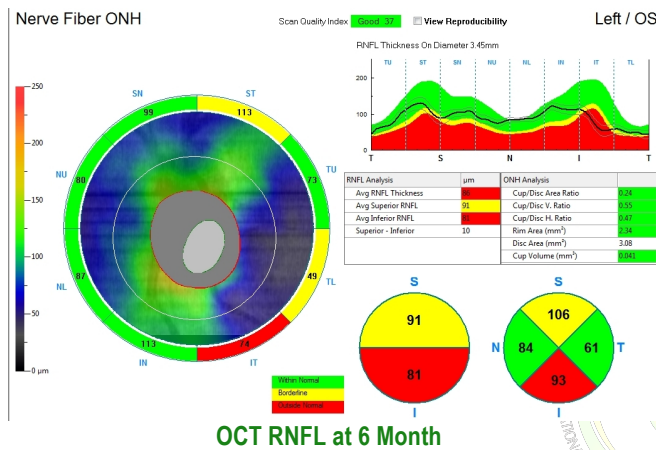 Nerve Fiber ONH
Scan Quality Index Good 37 View Reproducibility Left / OS
RNFL Thickness On Diameter 3.45mm
TU ST SN NU NL IN IT TL
200
100
0
T S N I T
250
200
150
100
50
0 µm
SN ST
99 113
NU 80 73 TU
NL 87 49 TL
113 74
IN IT
RNFL Analysis µm ONH Analysis
Avg RNFL Thickness Cup/Disc Area Ratio 0.24
Avg Superior RNFL 91 Cup/Disc V. Ratio 0.55
Avg Inferior RNFL 81 Cup/Disc H. Ratio 0.47
Superior - Inferior 10 Rim Area (mm²) 2.34
Disc Area (mm²) 3.08
Cup Volume (mm³) 0.041
S S
91 106
N 84 61 T
81 93
I I
Within Normal
Borderline
Outside Normal
OCT RNFL at 6 Month